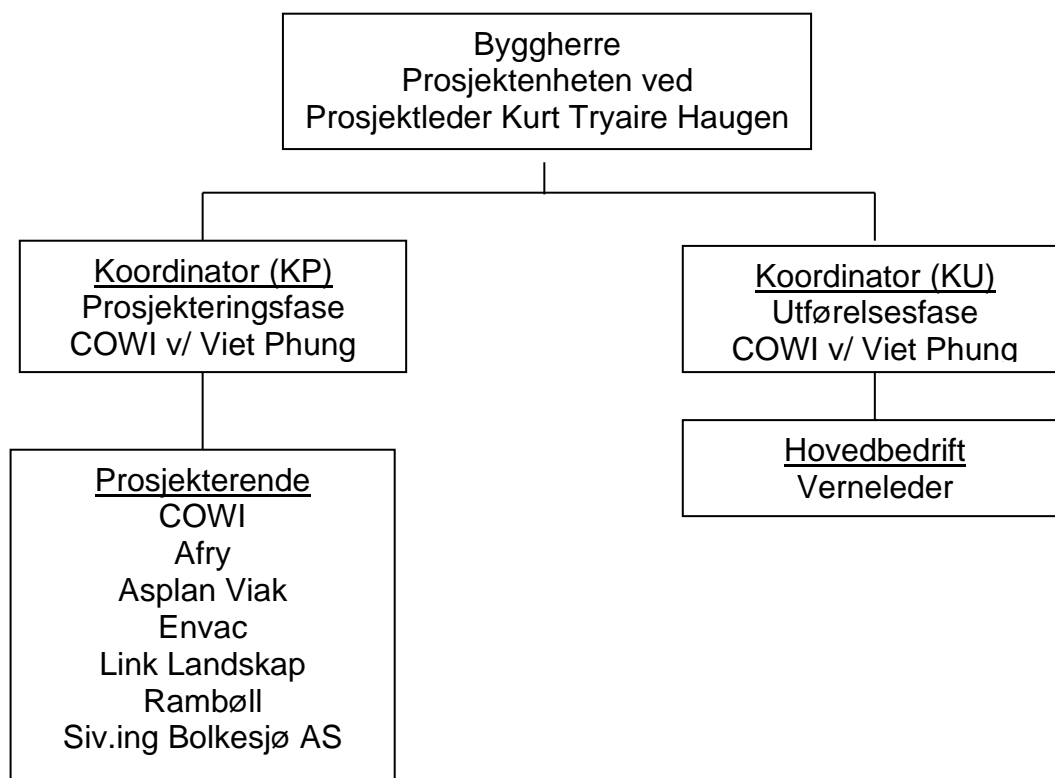 Byggherre
Prosjektenheten ved
Prosjektleder Kurt Tryaire Haugen
Koordinator (KP)
Prosjekteringsfase
COWI v/ Viet Phung
Koordinator (KU)
Utførelsesfase
COWI v/ Viet Phung
Prosjekterende
COWI
Afry
Asplan Viak
Envac
Link Landskap
Rambøll
Siv.ing Bolkesjø AS
Hovedbedrift
Verneleder